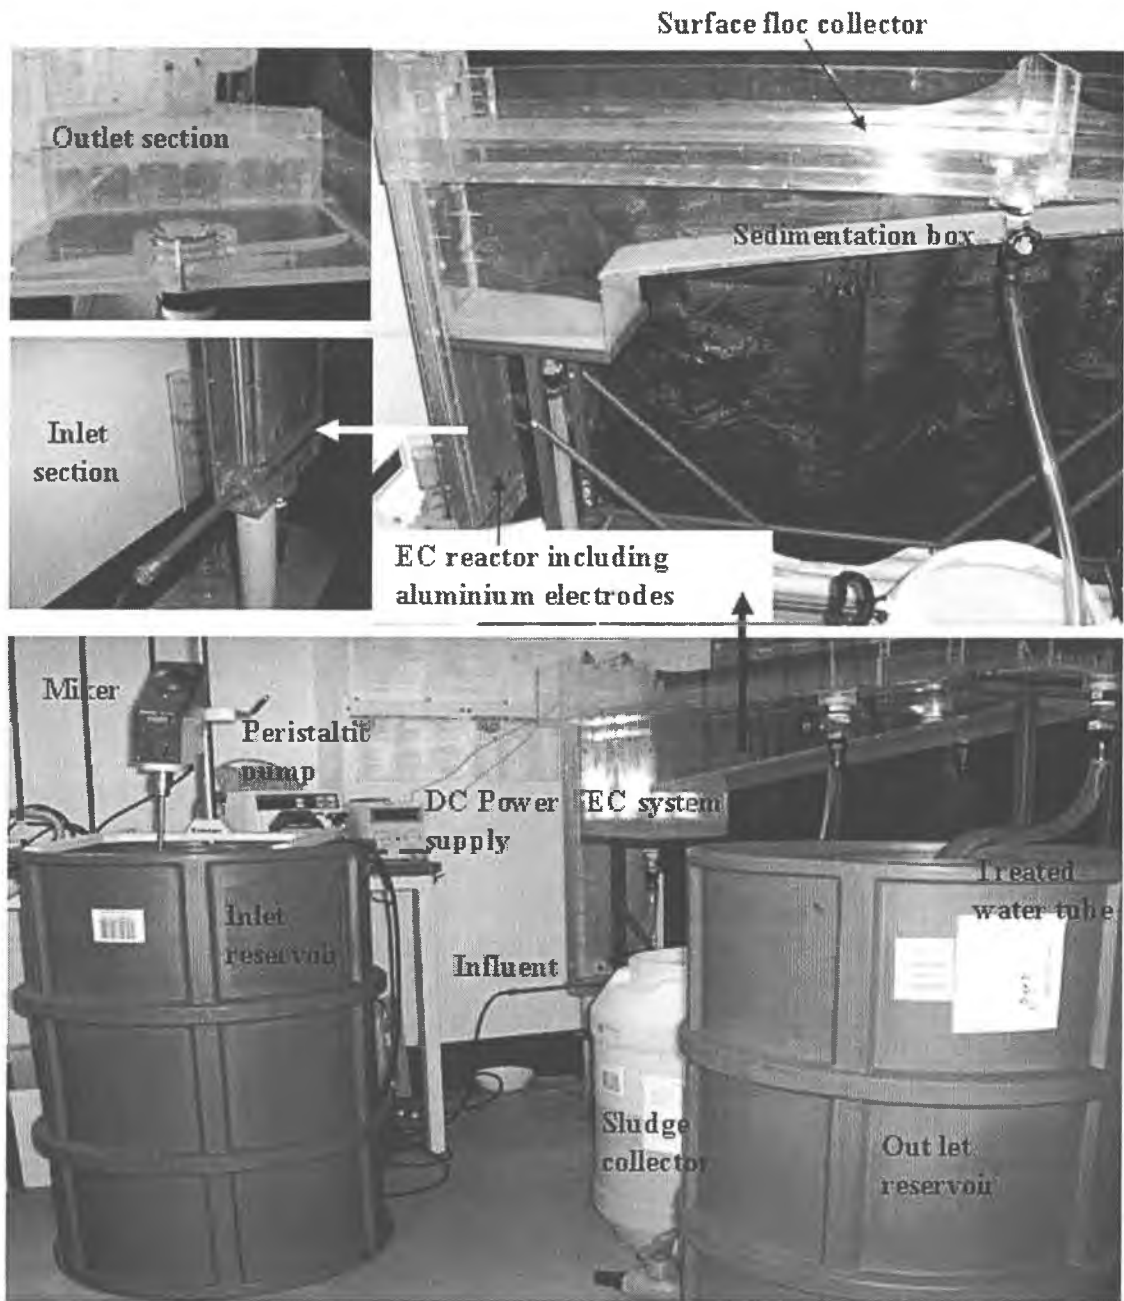 Surface floc collector
Outlet section
Sedimentation box
Inlet
section
EC reactor including
aluminium electrodes
Mixer
Peristaltit
pump
DC Power
supply
EC system
Treated
water tube
Inlet
reservoir
Influent
Sludge
collector
Out let
reservoir